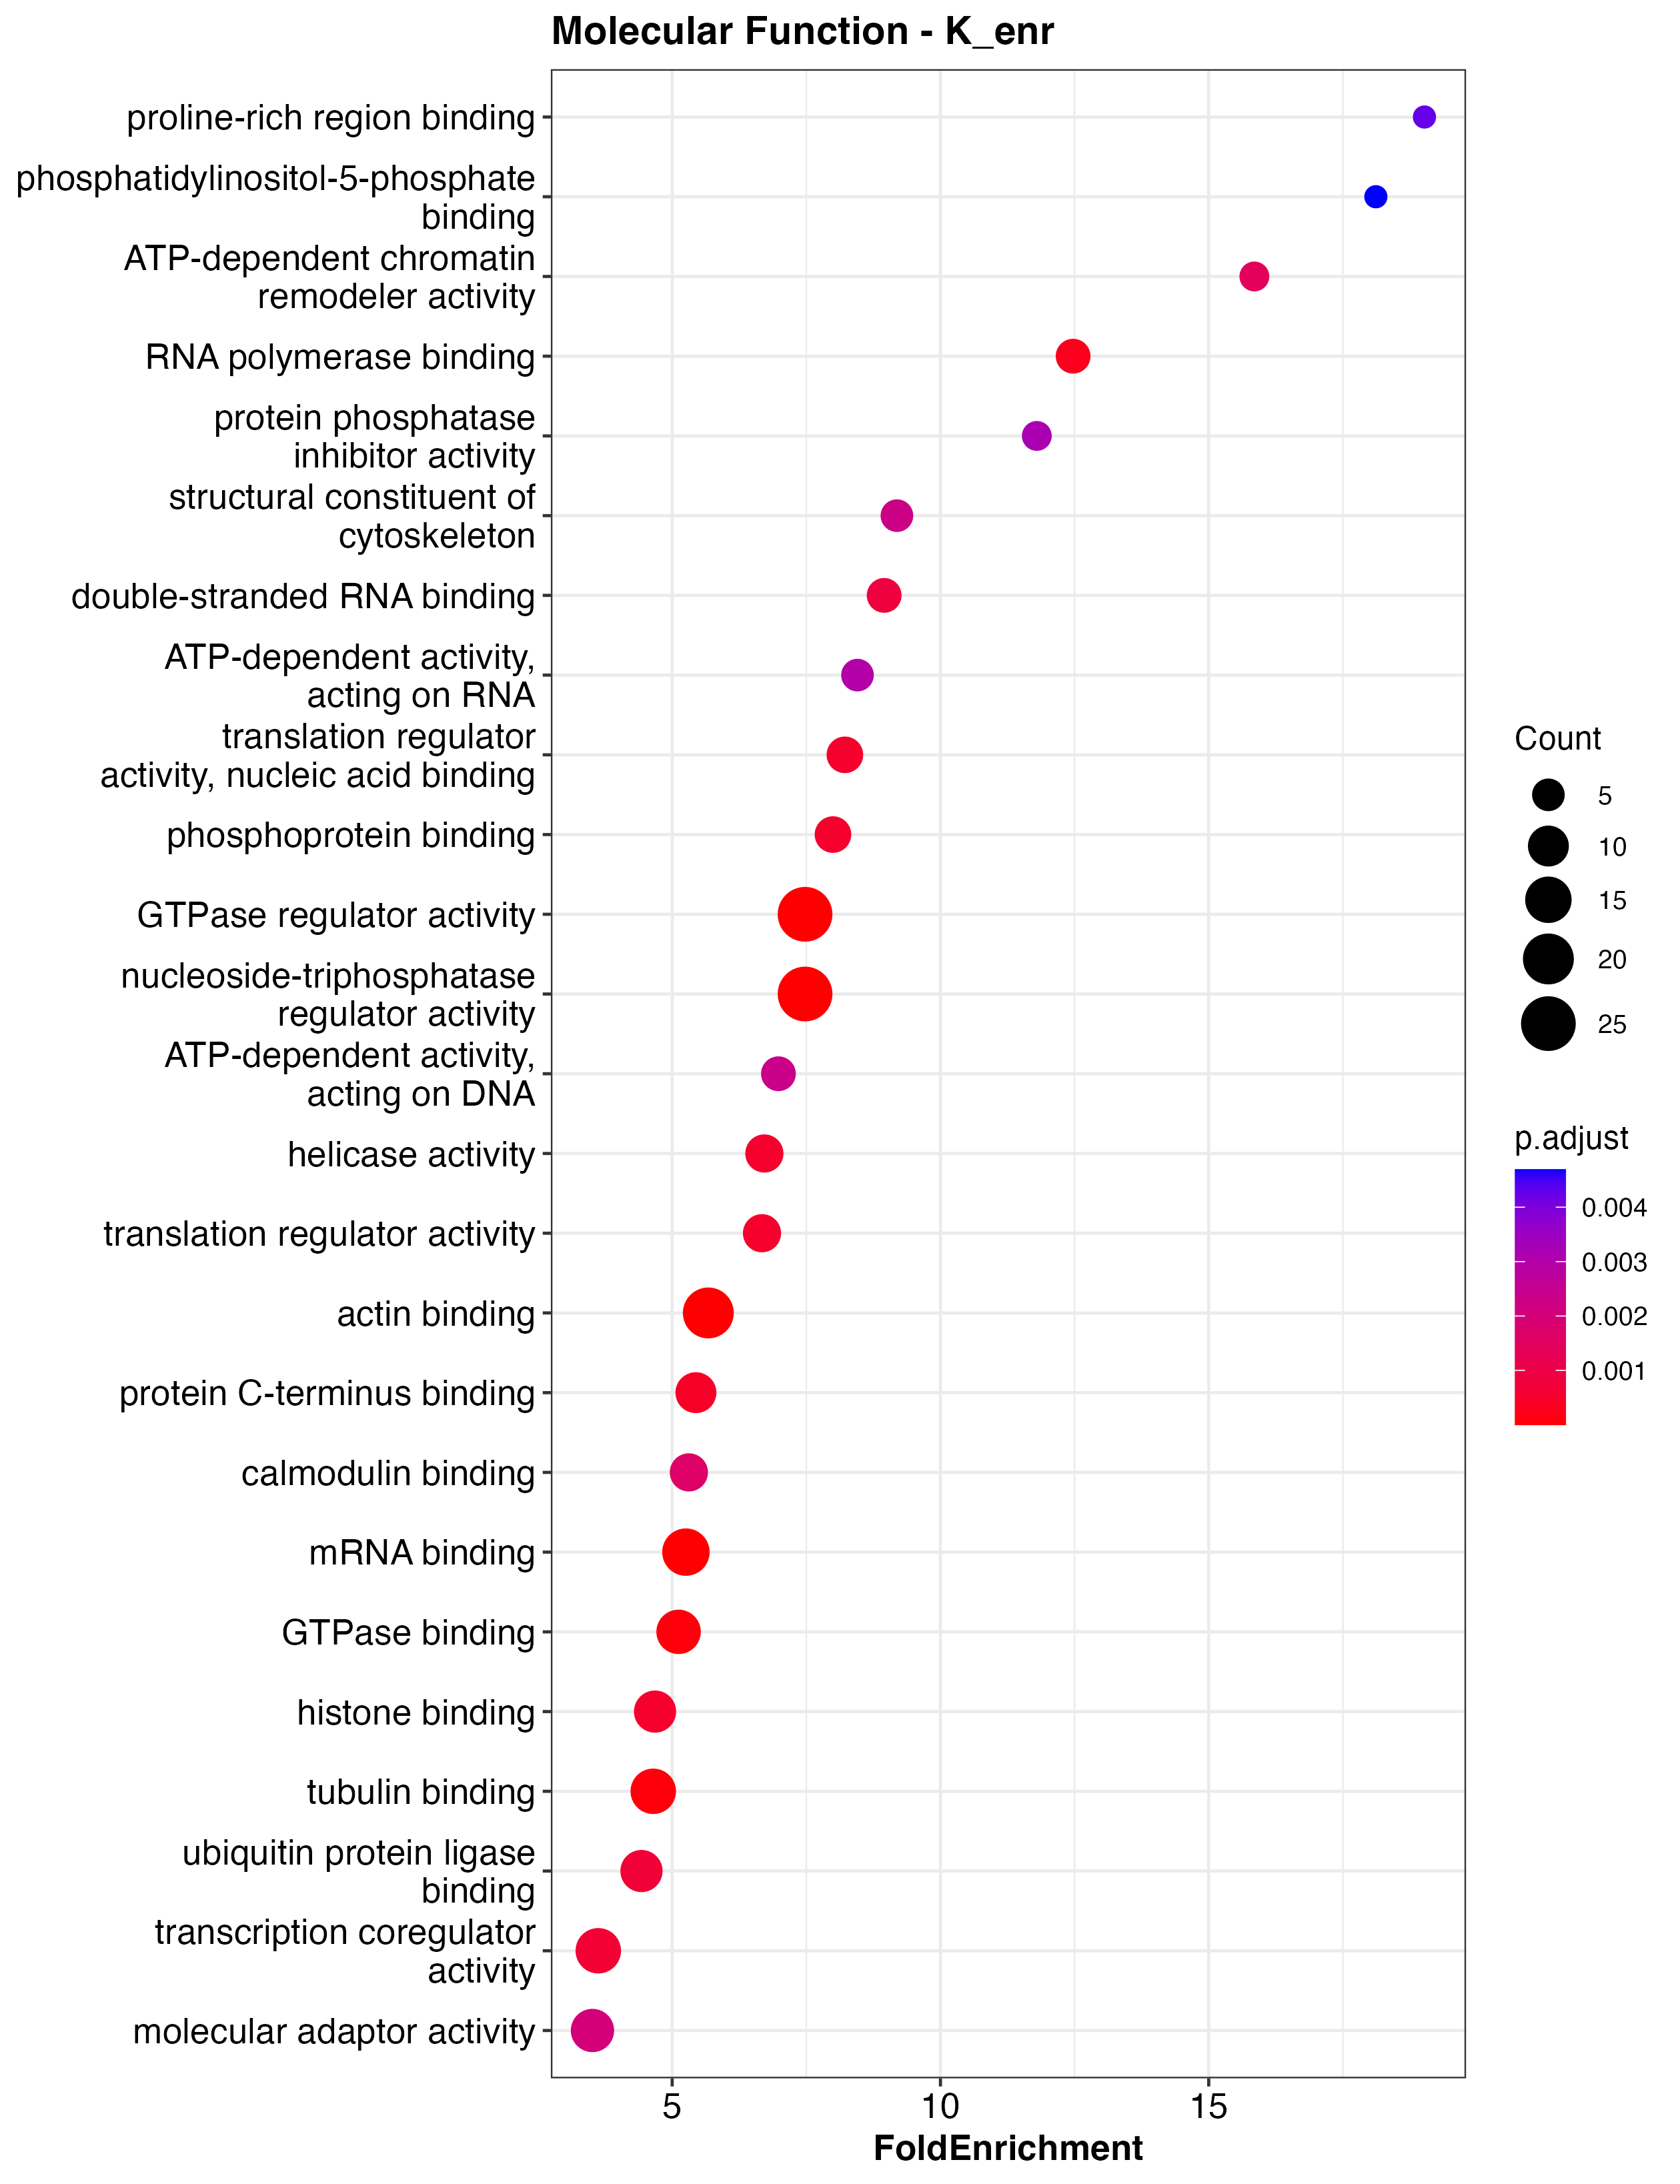 Molecular Function - K_enr
proline-rich region binding
phosphatidylinositol-5-phosphate
binding
ATP-dependent chromatin
remodeler activity
RNA polymerase binding
protein phosphatase
inhibitor activity
structural constituent of
cytoskeleton
double-stranded RNA binding
ATP-dependent activity,
acting on RNA
translation regulator
activity, nucleic acid binding
phosphoprotein binding
GTPase regulator activity
nucleoside-triphosphatase
regulator activity
ATP-dependent activity,
acting on DNA
helicase activity
translation regulator activity
actin binding
protein C-terminus binding
calmodulin binding
mRNA binding
GTPase binding
histone binding
tubulin binding
ubiquitin protein ligase
binding
transcription coregulator
activity
molecular adaptor activity
5 10 15
FoldEnrichment
Count
5
10
15
20
25
p.adjust
0.004
0.003
0.002
0.001